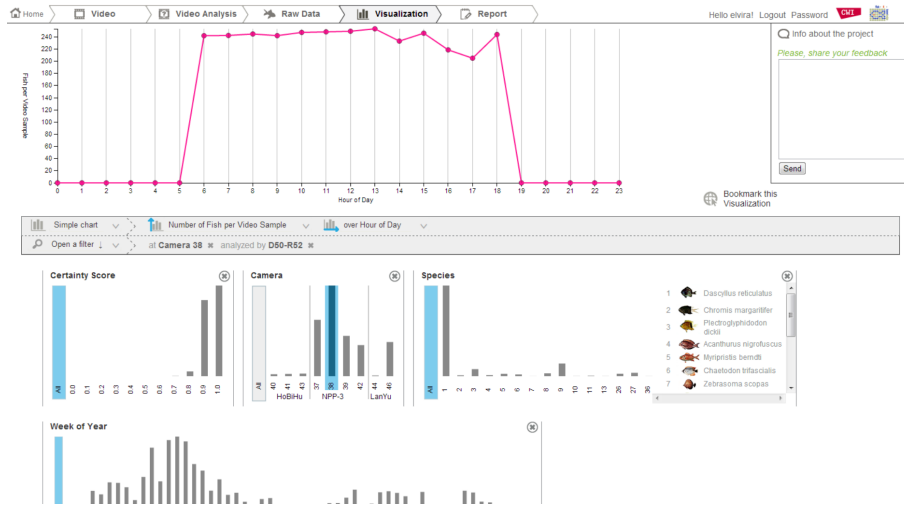 Home Video Video Analysis Raw Data Visualization Report Hello elvira! Logout Password CWI
Info about the project
Please, share your feedback
Send
Fish per Video Sample
240
220
200
180
160
140
120
100
80
60
40
20
0
0 1 2 3 4 5 6 7 8 9 10 11 12 13 14 15 16 17 18 19 20 21 22 23
Hour of Day
Bookmark this
Visualization
Simple chart Number of Fish per Video Sample over Hour of Day
Open a filter ↓ at Camera 38 analyzed by D50-R52
Certainty Score
All 0.0 0.1 0.2 0.3 0.4 0.5 0.6 0.7 0.8 0.9 1.0
Camera
All 40 41 43 37 38 39 42 44 46
HoBiHu NPP-3 LanYu
Species
All 1 2 3 4 5 6 7 8 9 10 11 13 26 27 36
1 Dascyllus reticulatus
2 Chromis margaritifer
3 Plectroglyphidodon
dickii
4 Acanthurus nigrofuscus
5 Myripristis berndti
6 Chaetodon trifascialis
7 Zebrasoma scopas
Week of Year